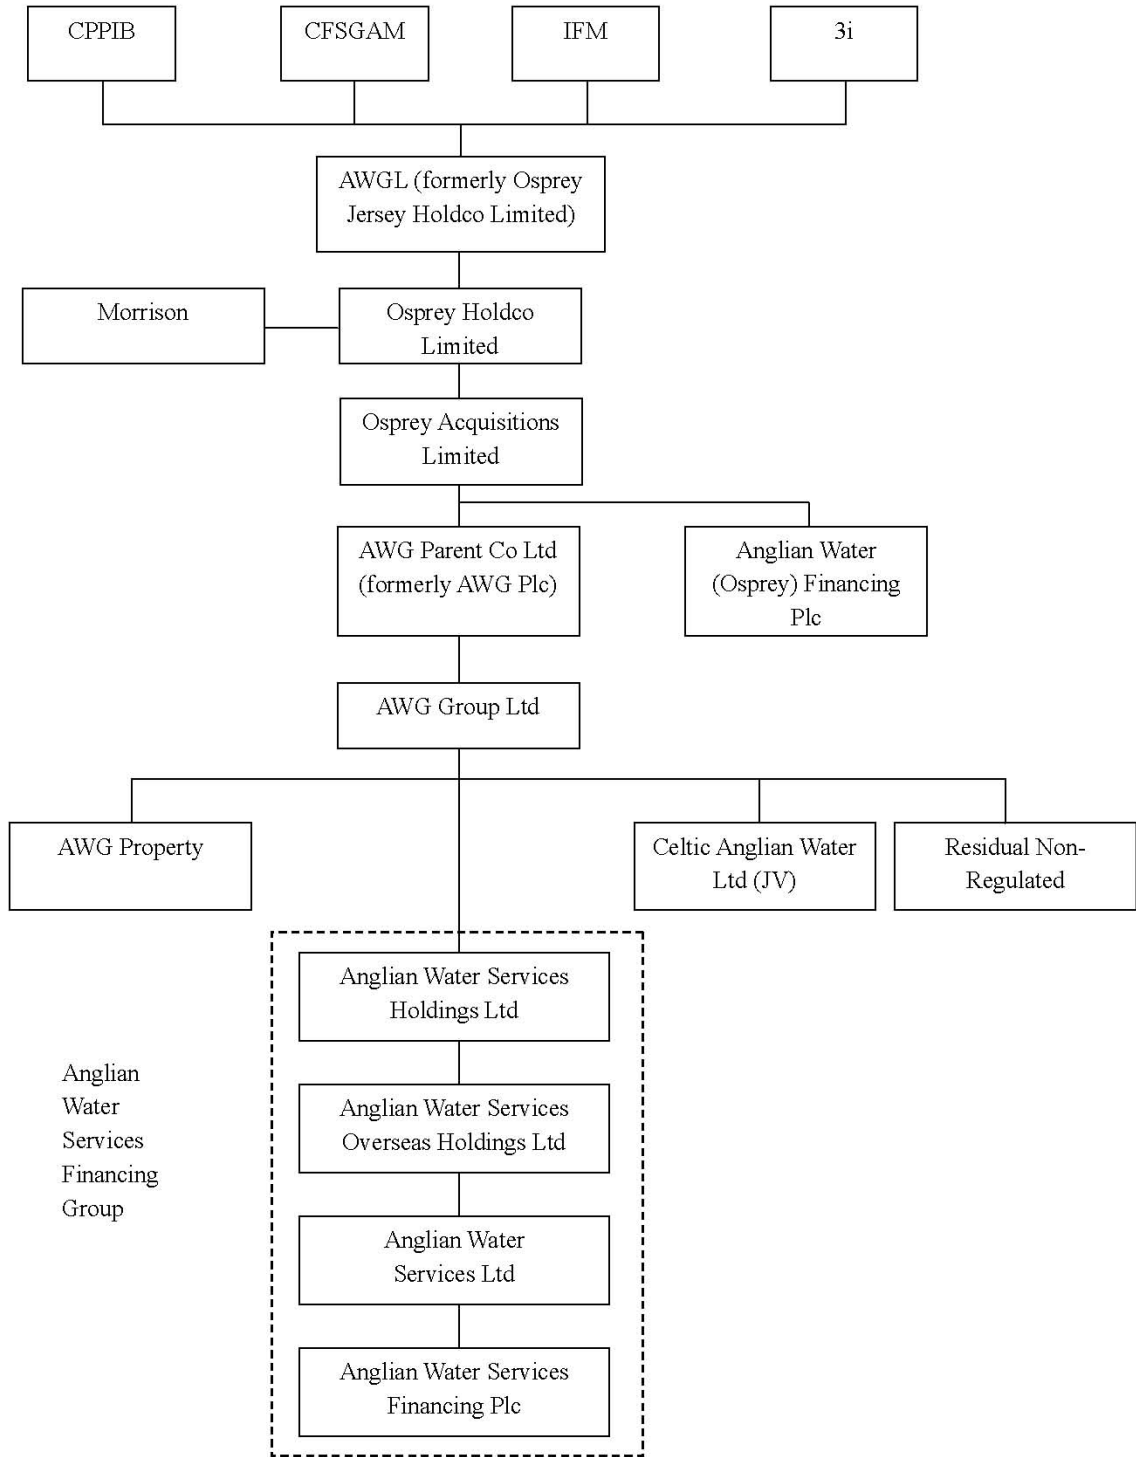 CPPIB
CFSGAM
IFM
3i
AWGL (formerly Osprey
Jersey Holdco Limited)
Morrison
Osprey Holdco
Limited
Osprey Acquisitions
Limited
AWG Parent Co Ltd
(formerly AWG Plc)
Anglian Water
(Osprey) Financing
Plc
AWG Group Ltd
AWG Property
Celtic Anglian Water
Ltd (JV)
Residual Non-
Regulated
Anglian Water Services
Holdings Ltd
Anglian
Water
Services
Financing
Group
Anglian Water Services
Overseas Holdings Ltd
Anglian Water
Services Ltd
Anglian Water Services
Financing Plc